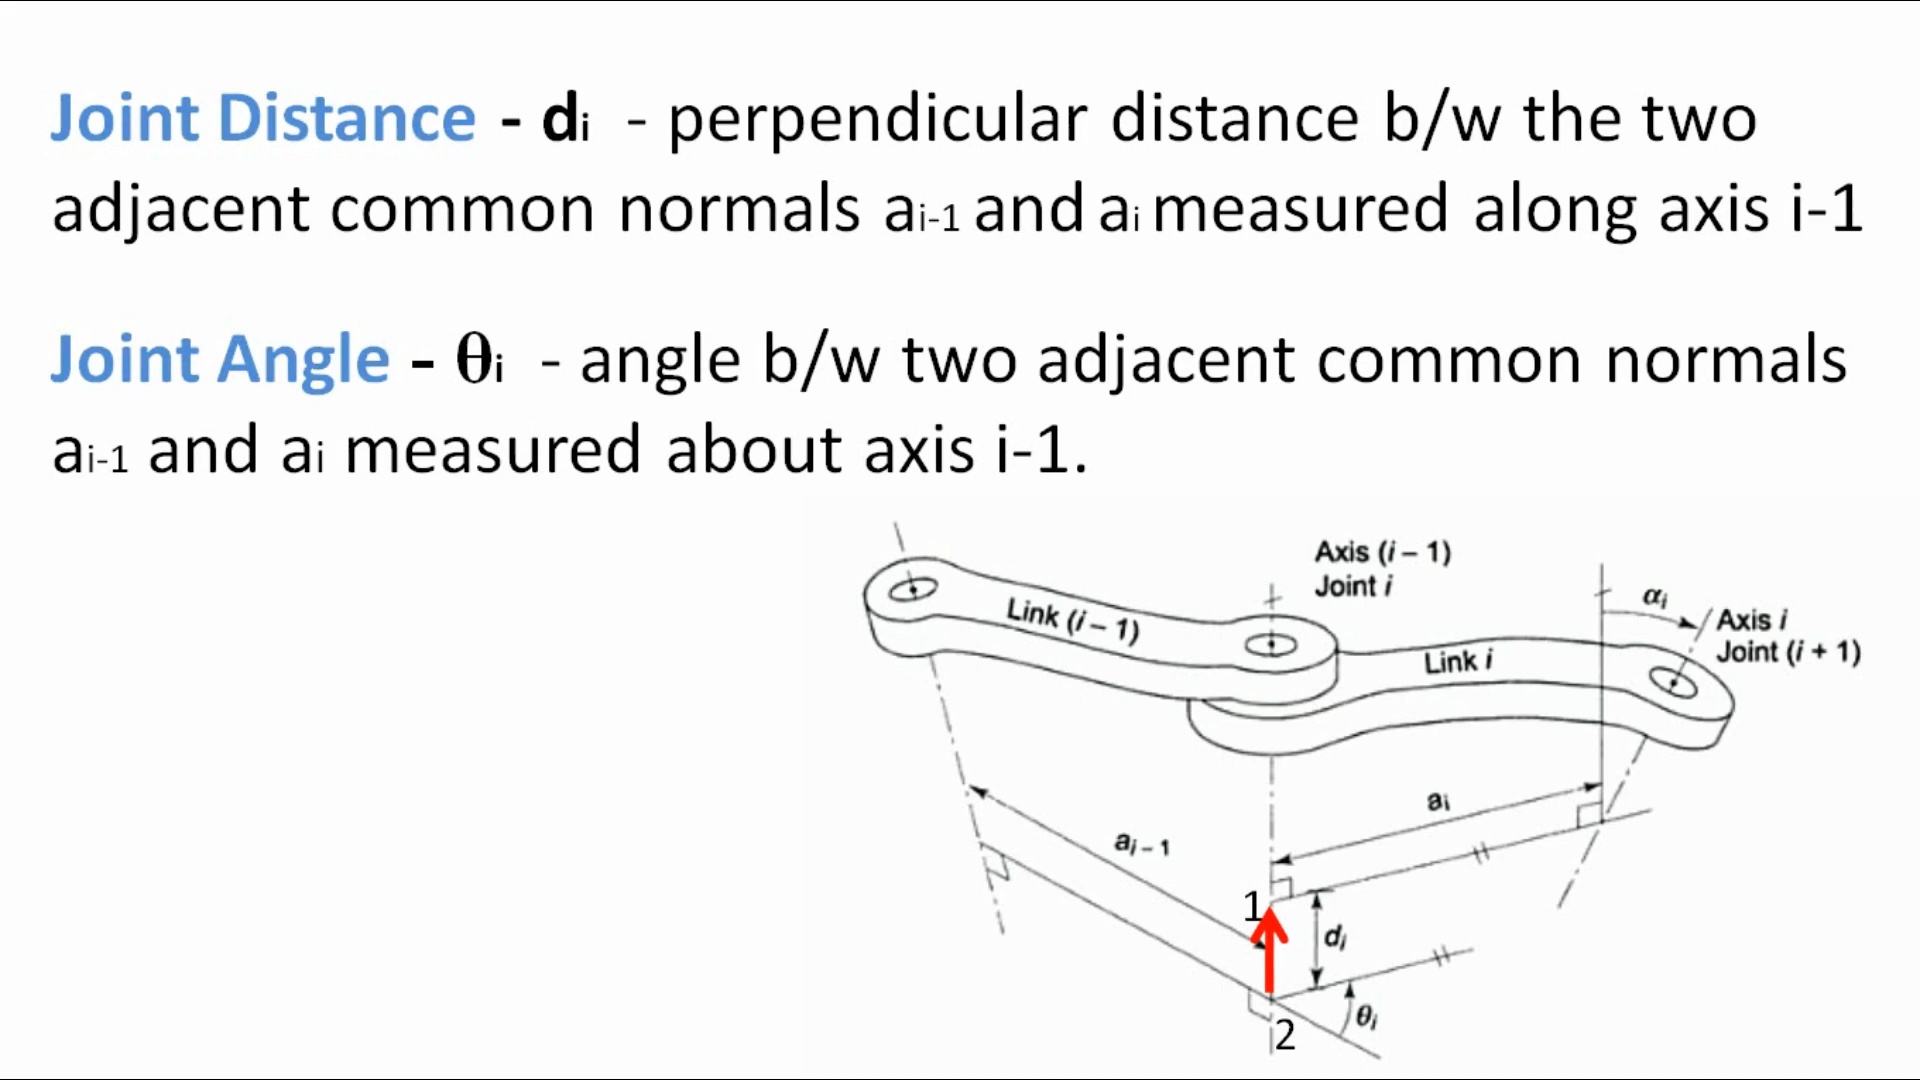 Joint Distance - di - perpendicular distance b/w the two
adjacent common normals ai-1 and ai measured along axis i-1
Joint Angle - θi - angle b/w two adjacent common normals
ai-1 and ai measured about axis i-1.
Axis (i – 1)
Joint i
Link (i – 1)
αi
Axis i
Joint (i + 1)
Link i
ai
ai – 1
1
di
θi
2